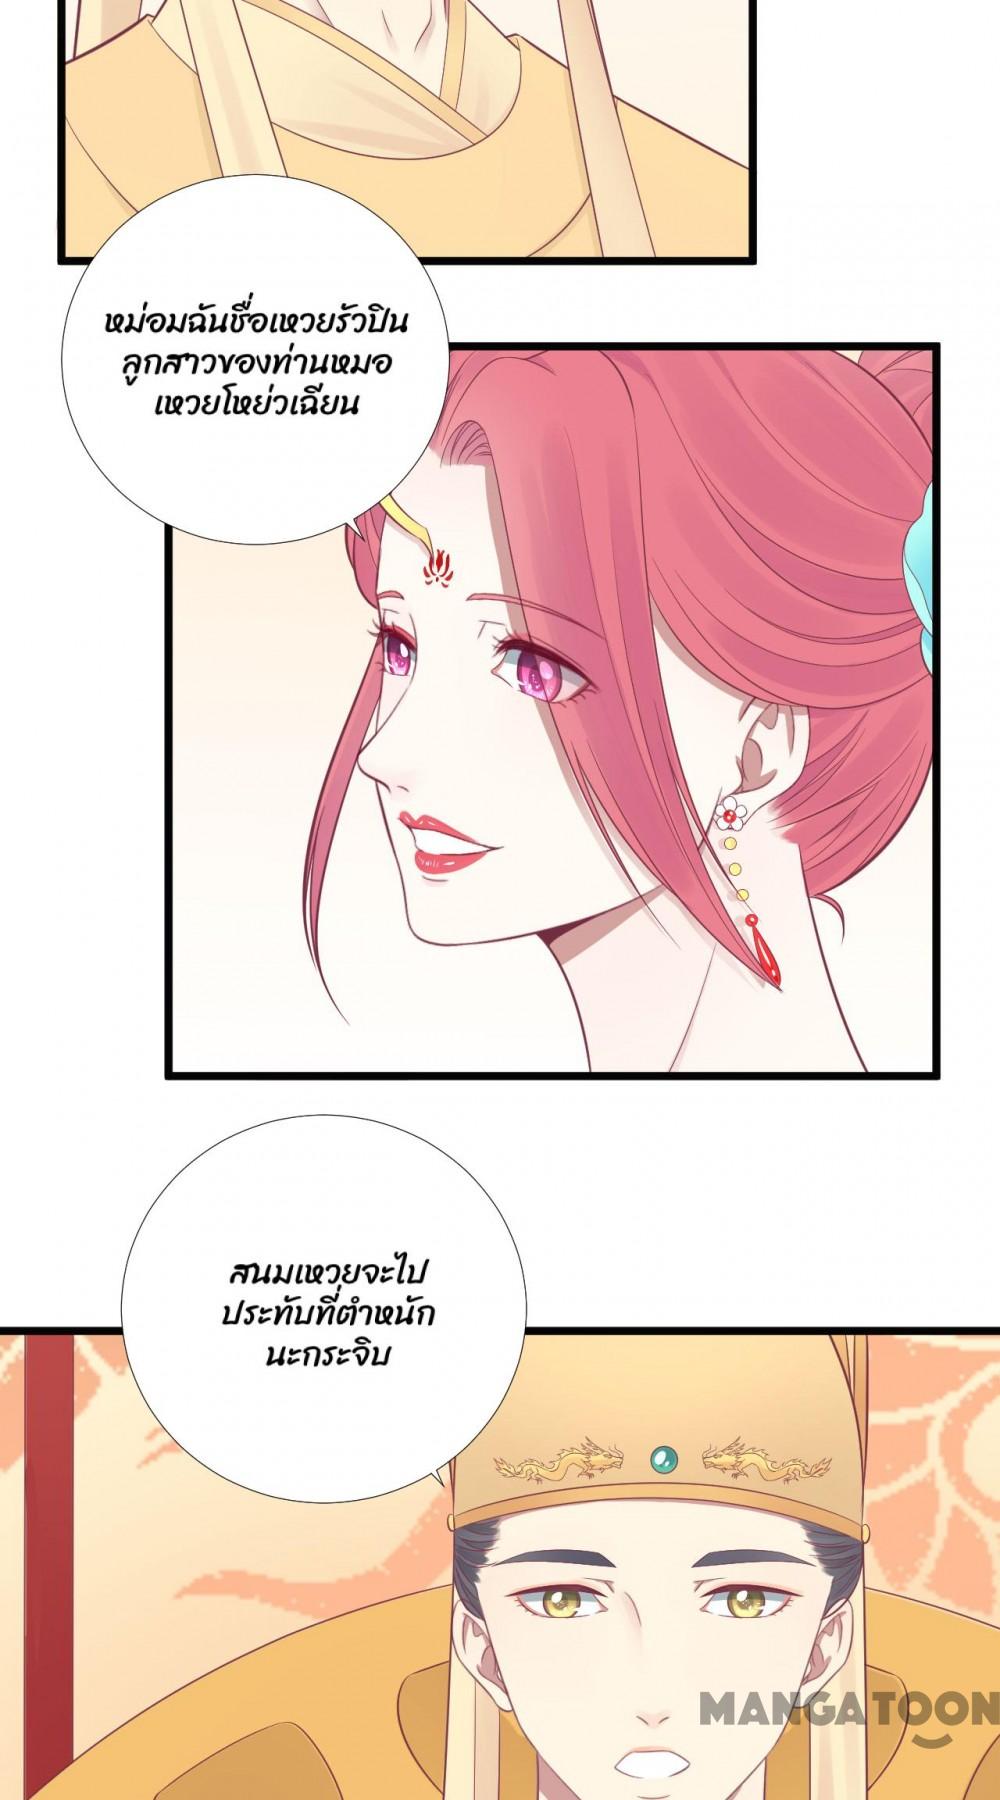 หม่อมฉันชื่อเหวยรัวปิน
ลูกสาวของท่านหมอ
เหวยโหย่วเฉียน
สนมเหวยจะไป
ประทับที่ตำหนัก
นะกระจิบ
MANGATOON